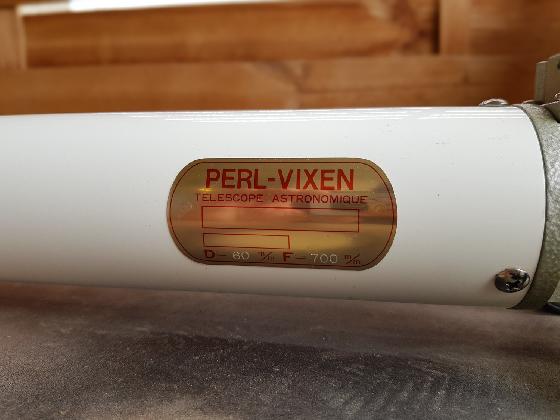 PERL-VIXEN
TELESCOPE ASTRONOMIQUE
D-60 m/m F-700 m/m